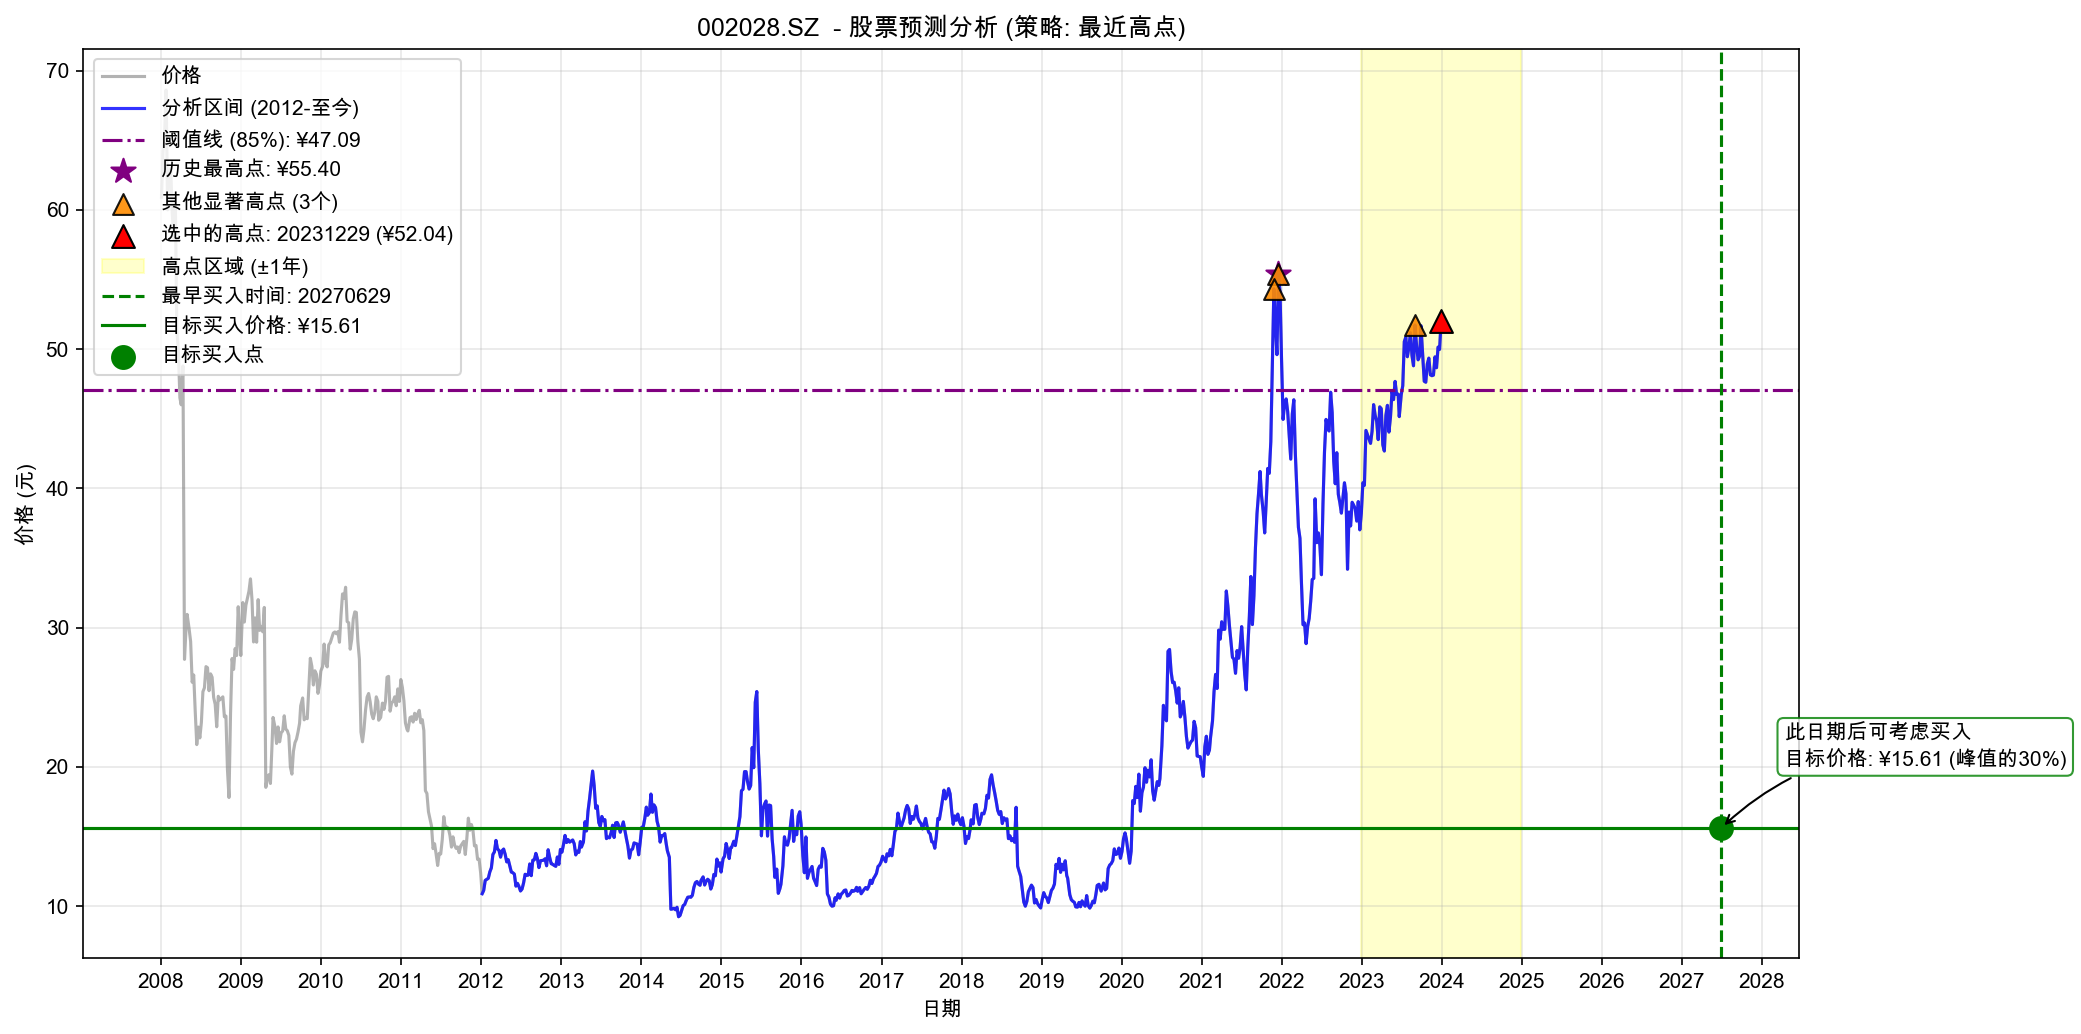 002028.SZ - 股票预测分析 (策略: 最近高点)
价格 (元)
70
60
50
40
30
20
10
价格
分析区间 (2012-至今)
阈值线 (85%): ¥47.09
历史最高点: ¥55.40
其他显著高点 (3个)
选中的高点: 20231229 (¥52.04)
高点区域 (±1年)
最早买入时间: 20270629
目标买入价格: ¥15.61
目标买入点
此日期后可考虑买入
目标价格: ¥15.61 (峰值的30%)
2008 2009 2010 2011 2012 2013 2014 2015 2016 2017 2018 2019 2020 2021 2022 2023 2024 2025 2026 2027 2028
日期